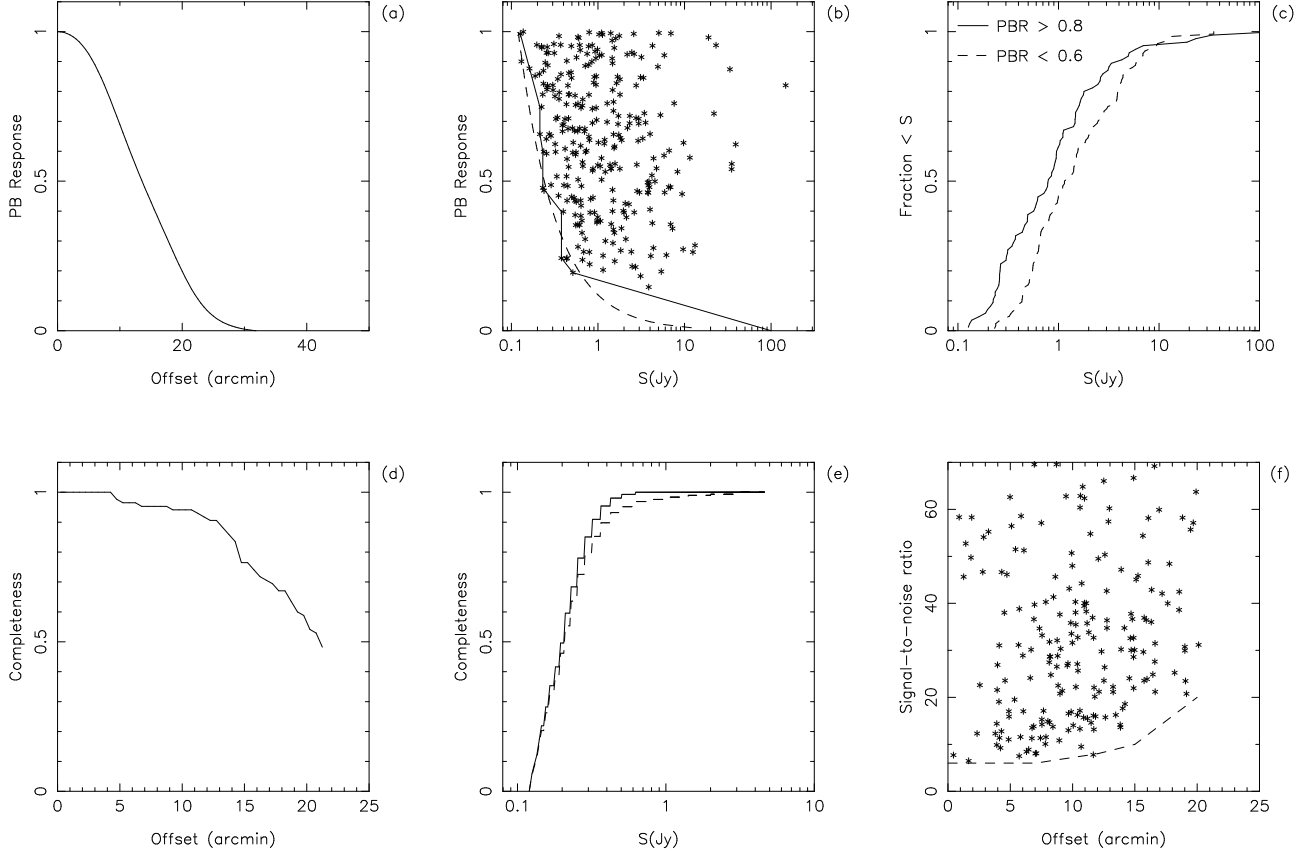 (a)
PB Response
0
0.5
1
0
20
40
Offset (arcmin)
(b)
PB Response
0
0.5
1
0.1
1
10
100
S(Jy)
(c)
PBR > 0.8
PBR < 0.6
Fraction < S
0
0.5
1
0.1
1
10
100
S(Jy)
(d)
Completeness
0
0.5
1
0
5
10
15
20
25
Offset (arcmin)
(e)
Completeness
0
0.5
1
0.1
1
10
S(Jy)
(f)
Signal-to-noise ratio
0
20
40
60
0
5
10
15
20
25
Offset (arcmin)